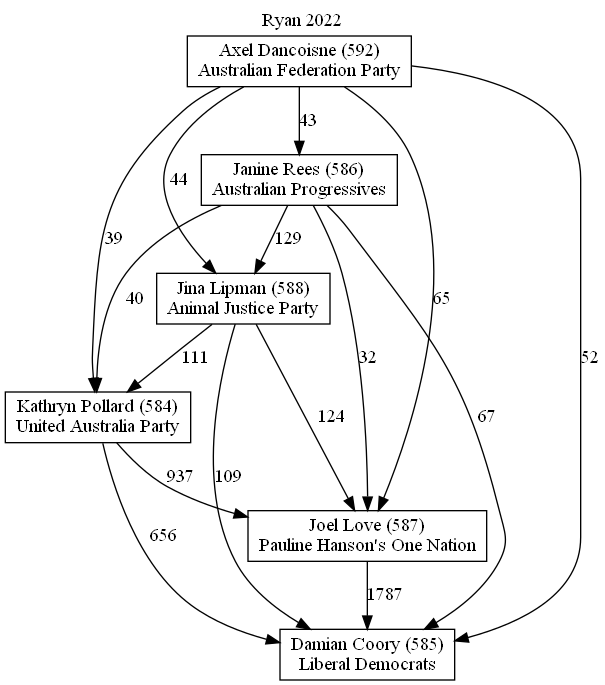 Ryan 2022
Axel Dancoisne (592)
Australian Federation Party
43
Janine Rees (586)
Australian Progressives
44
129
39
40
65
Jina Lipman (588)
Animal Justice Party
111
32
52
Kathryn Pollard (584)
United Australia Party
124
67
937
109
Joel Love (587)
Pauline Hanson's One Nation
656
1787
Damian Coory (585)
Liberal Democrats